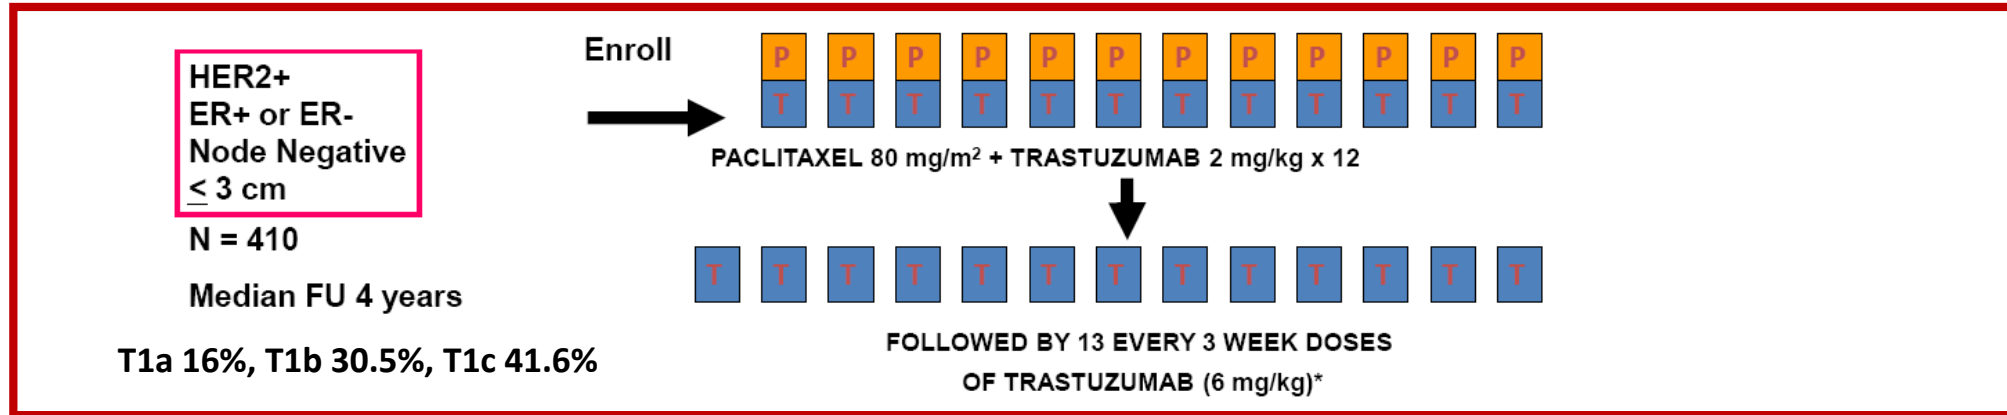 HER2+
ER+ or ER-
Node Negative
≤ 3 cm
N = 410
Median FU 4 years
T1a 16%, T1b 30.5%, T1c 41.6%
Enroll
P P P P P P P P P P P P
T T T T T T T T T T T T
PACLITAXEL 80 mg/m² + TRASTUZUMAB 2 mg/kg x 12
T T T T T T T T T T T T T
FOLLOWED BY 13 EVERY 3 WEEK DOSES
OF TRASTUZUMAB (6 mg/kg)*